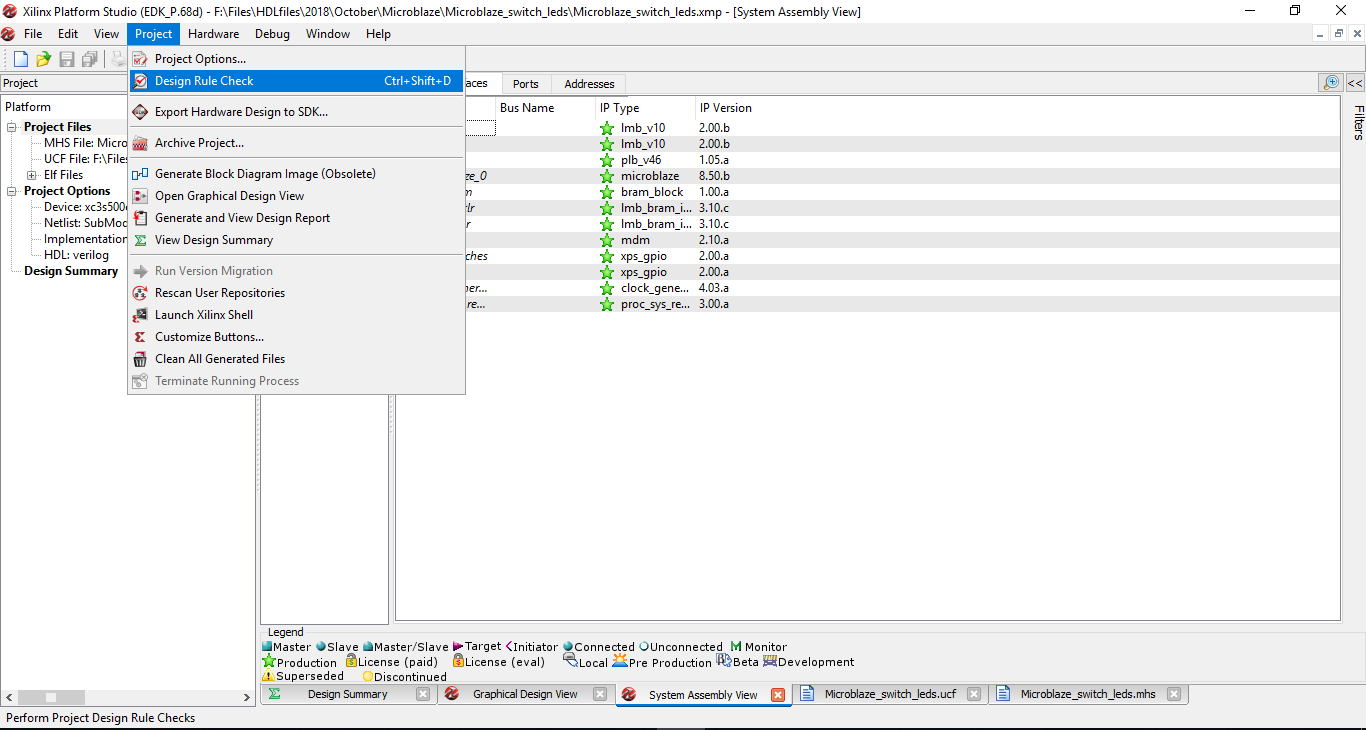 Xilinx Platform Studio (EDK_P.68d) - F:\Files\HDLfiles\2018\October\Microblaze\Microblaze_switch_leds\Microblaze_switch_leds.xmp - [System Assembly View]
File Edit View Project Hardware Debug Window Help
Project
Platform
Project Files
MHS File: Micro
UCF File: F:\Files
Elf Files
Project Options
Device: xc3s500
Netlist: SubMod
Implementation
HDL: verilog
Design Summary
Project Options...
Design Rule Check Ctrl+Shift+D
Export Hardware Design to SDK...
Archive Project...
Generate Block Diagram Image (Obsolete)
Open Graphical Design View
Generate and View Design Report
View Design Summary
Run Version Migration
Rescan User Repositories
Launch Xilinx Shell
Customize Buttons...
Clean All Generated Files
Terminate Running Process
aces Ports Addresses <<
Filters
Bus Name IP Type IP Version
lmb_v10 2.00.b
lmb_v10 2.00.b
plb_v46 1.05.a
ze_0 microblaze 8.50.b
m bram_block 1.00.a
lr lmb_bram_i... 3.10.c
r lmb_bram_i... 3.10.c
mdm 2.10.a
ches xps_gpio 2.00.a
xps_gpio 2.00.a
er... clock_gene... 4.03.a
re... proc_sys_re... 3.00.a
Legend
Master Slave Master/Slave Target Initiator Connected Unconnected M Monitor
Production License (paid) License (eval) Local Pre Production Beta Development
Superseded Discontinued
Design Summary Graphical Design View System Assembly View Microblaze_switch_leds.ucf Microblaze_switch_leds.mhs
Perform Project Design Rule Checks